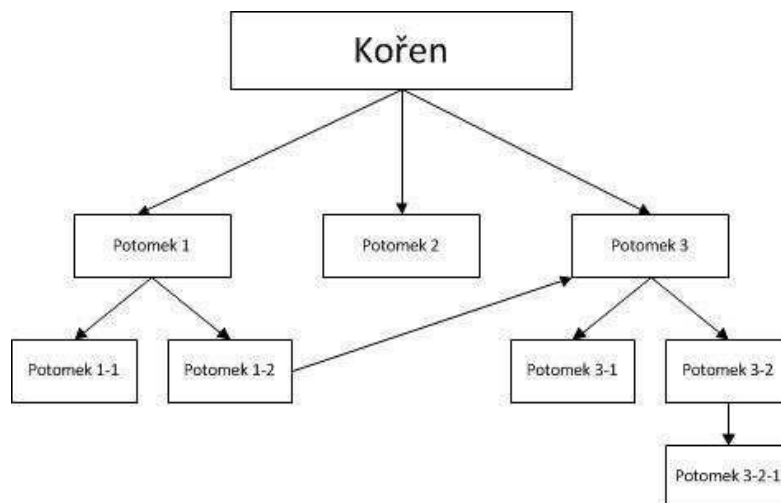 Kořen
Potomek 1
Potomek 2
Potomek 3
Potomek 1-1
Potomek 1-2
Potomek 3-1
Potomek 3-2
Potomek 3-2-1